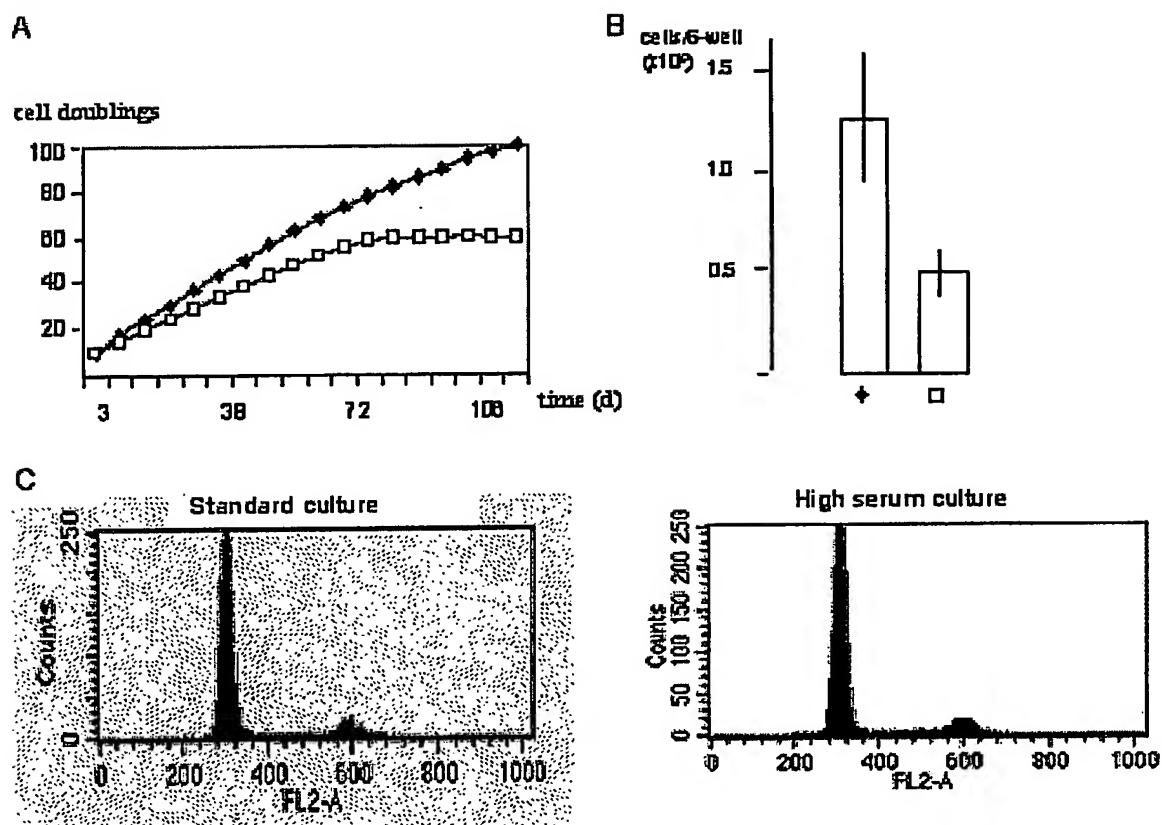 A
cell doublings
100
80
60
40
20
3 38 72 108
time (d)
B
cells/6-well
1.5
1.0
0.5
C
Standard culture
250
0
Counts
0 200 400 600 800 1000
FL2-A
High serum culture
250
200
150
100
50
0
Counts
0 200 400 600 800 1000
FL2-A